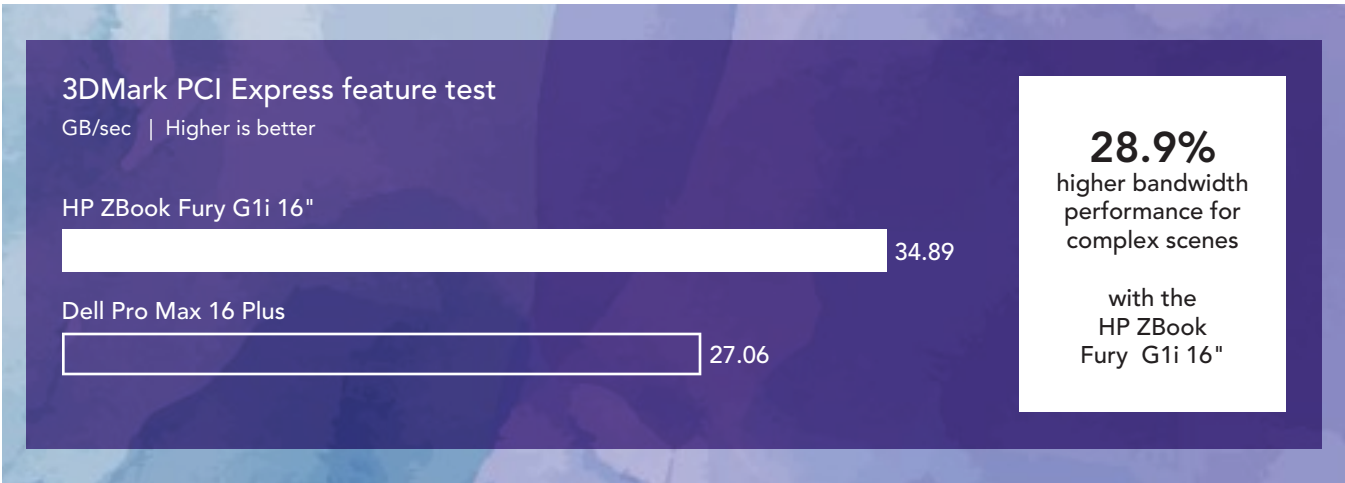 3DMark PCI Express feature test
GB/sec | Higher is better
HP ZBook Fury G1i 16"
34.89
Dell Pro Max 16 Plus
27.06
28.9%
higher bandwidth
performance for
complex scenes
with the
HP ZBook
Fury G1i 16"